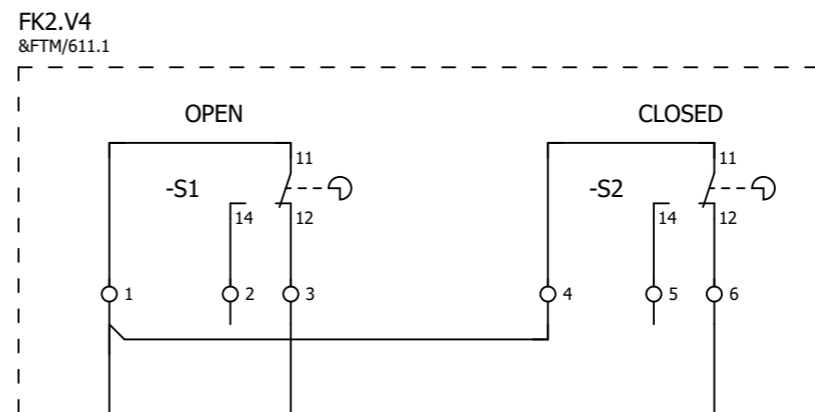 FK2.V4
&FTM/611.1
OPEN CLOSED
11 11
-S1 -S2
14 12 14 12
1 2 3 4 5 6